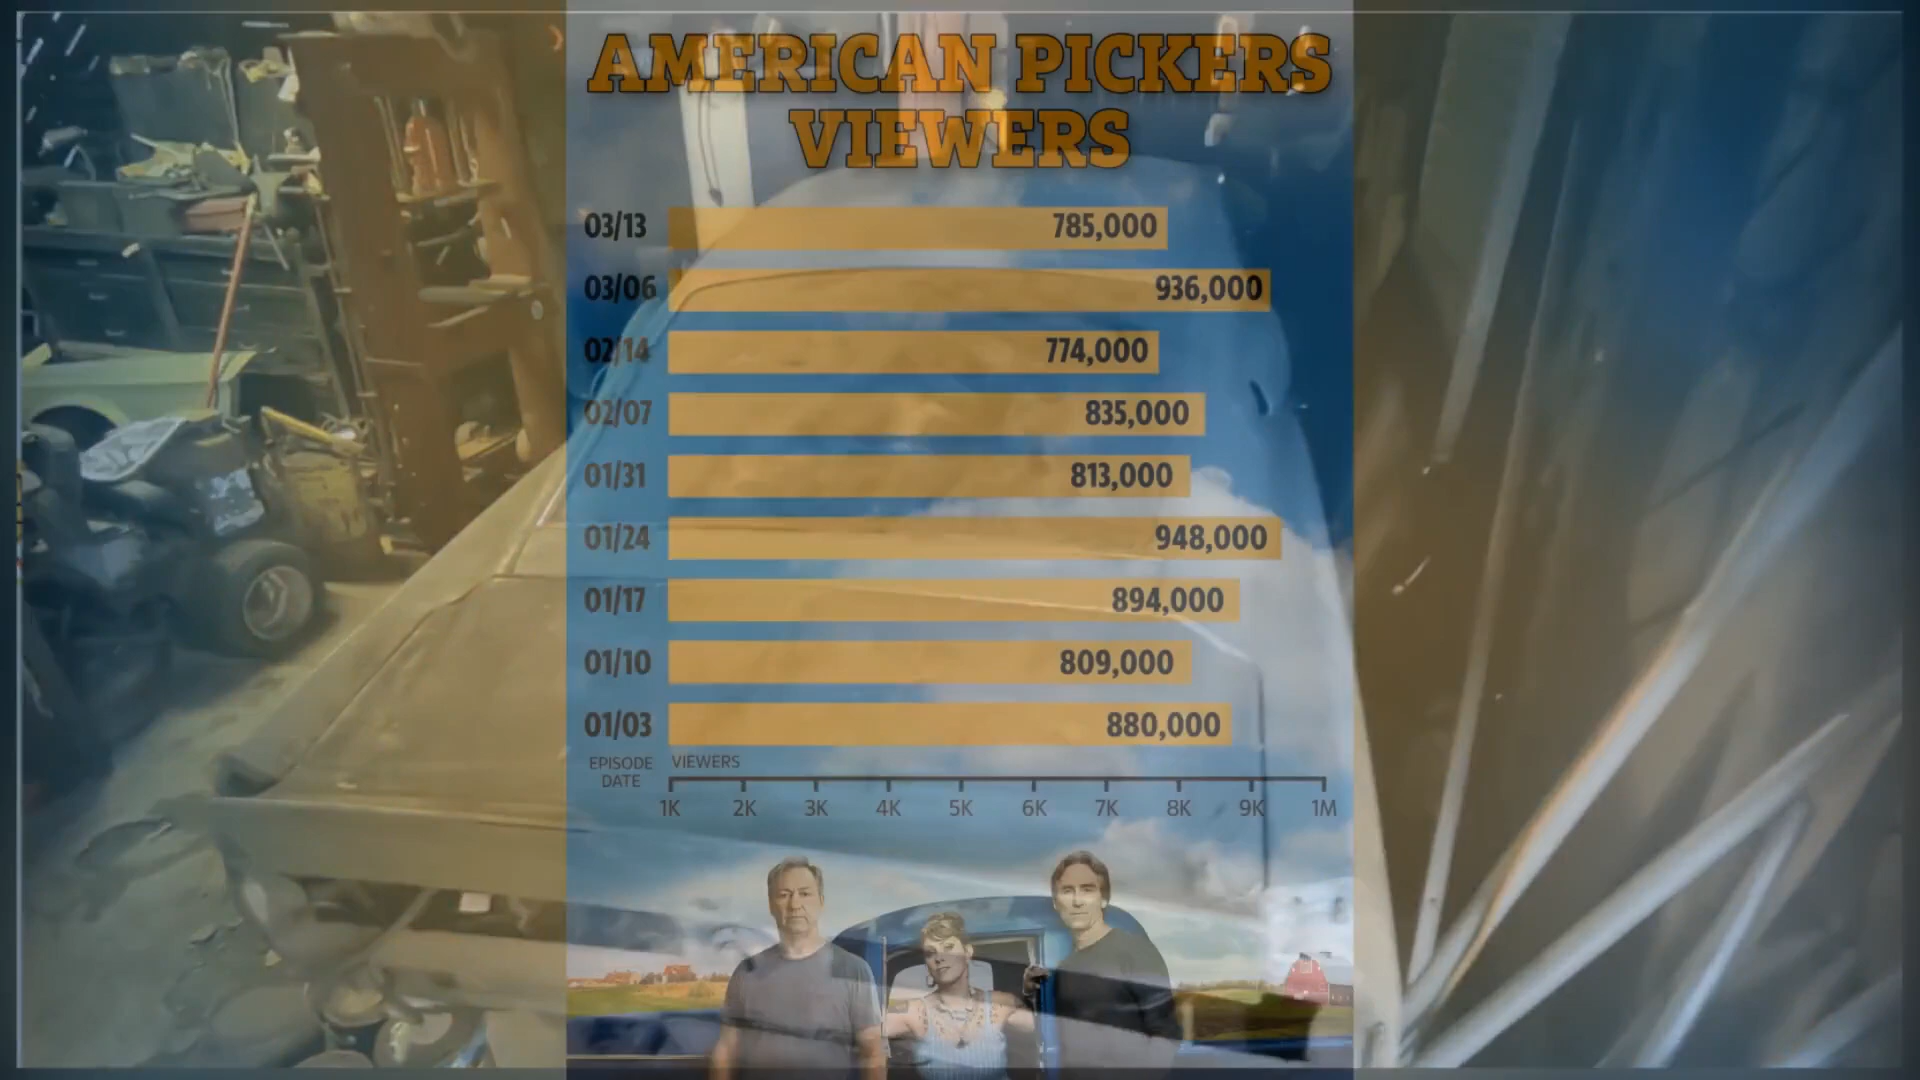 AMERICAN PICKERS
VIEWERS
03/13 785,000
03/06 936,000
02/14 774,000
02/07 835,000
01/31 813,000
01/24 948,000
01/17 894,000
01/10 809,000
01/03 880,000
EPISODE DATE VIEWERS
1K 2K 3K 4K 5K 6K 7K 8K 9K 1M